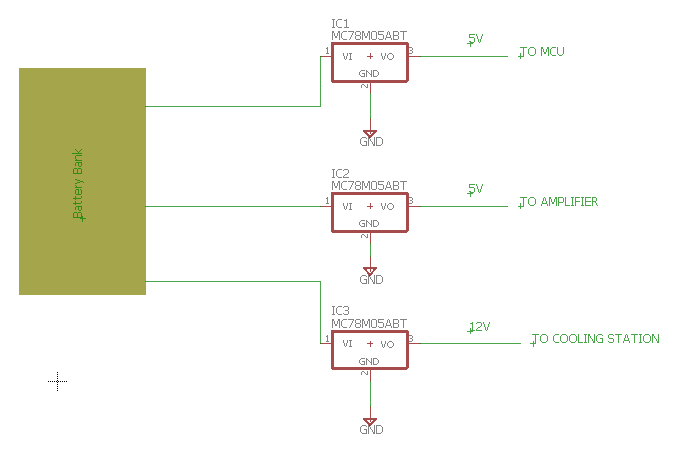 IC1
MC78M05ABT
1 VI VO 3
GND
2
GND
5V
TO MCU
Battery Bank
IC2
MC78M05ABT
1 VI VO 3
GND
2
GND
5V
TO AMPLIFIER
IC3
MC78M05ABT
1 VI VO 3
GND
2
GND
12V
TO COOLING STATION